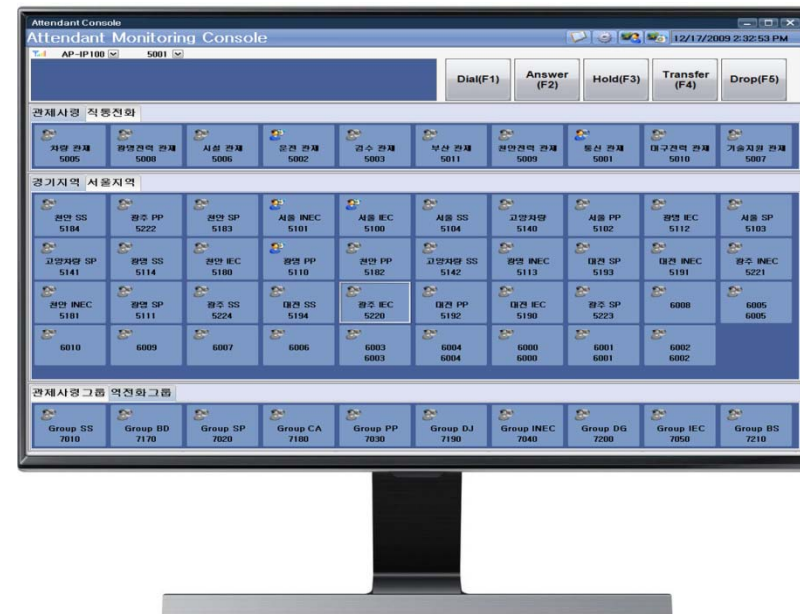 Attendant Console
Attendant Monitoring Console
12/17/2009 2:32:53 PM
AP-IP100 5001
Dial(F1) Answer (F2) Hold(F3) Transfer (F4) Drop(F5)
관제사령 직통전화
차량 관제 광명전력 관제 시설 관제 운전 관제 검수 관제 부산 관제 천안전력 관제 통신 관제 대구전력 관제 기술지원 관제
5005 5008 5006 5002 5003 5011 5009 5001 5010 5007
경기지역 서울지역
천안 SS 광주 PP 천안 SP 서울 INEC 서울 IEC 서울 SS 고양차량 서울 PP 광명 IEC 서울 SP
5184 5222 5183 5101 5100 5104 5140 5102 5112 5103
고양차량 SP 광명 SS 천안 IEC 광명 PP 천안 PP 고양차량 SS 광명 INEC 대전 SP 대전 INEC 광주 INEC
5141 5114 5180 5110 5182 5142 5113 5193 5191 5221
천안 INEC 광명 SP 광주 SS 대전 SS 광주 IEC 대전 PP 대전 IEC 광주 SP 6008 6005
5181 5111 5224 5194 5220 5192 5190 5223 6005
6010 6009 6007 6006 6003 6004 6000 6001 6002
6003 6004 6000 6001 6002
관제사령그룹 역전화그룹
Group SS Group BD Group SP Group CA Group PP Group DJ Group INEC Group DG Group IEC Group BS
7010 7170 7020 7180 7030 7190 7040 7200 7050 7210